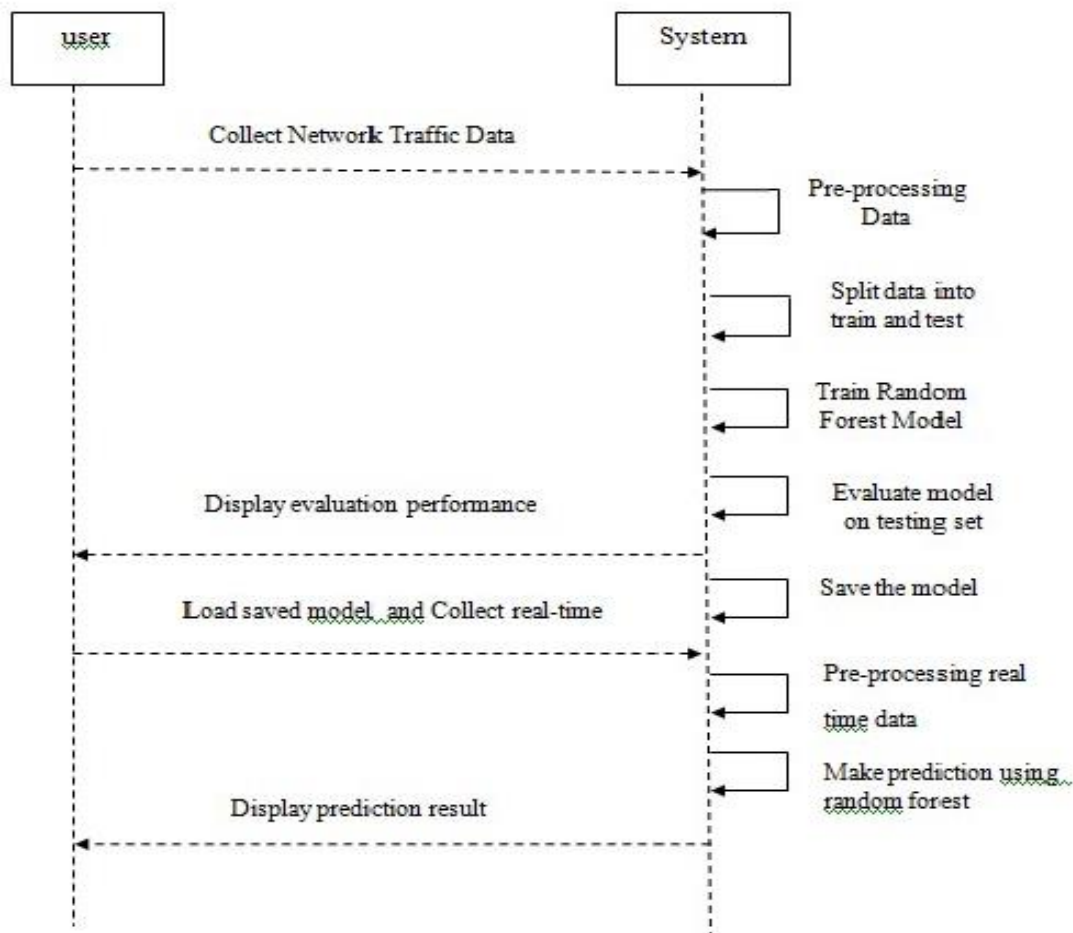 user
System
Collect Network Traffic Data
Pre-processing
Data
Split data into
train and test
Train Random
Forest Model
Evaluate model
on testing set
Display evaluation performance
Save the model
Load saved model and Collect real-time
Pre-processing real
time data
Make prediction using
random forest
Display prediction result